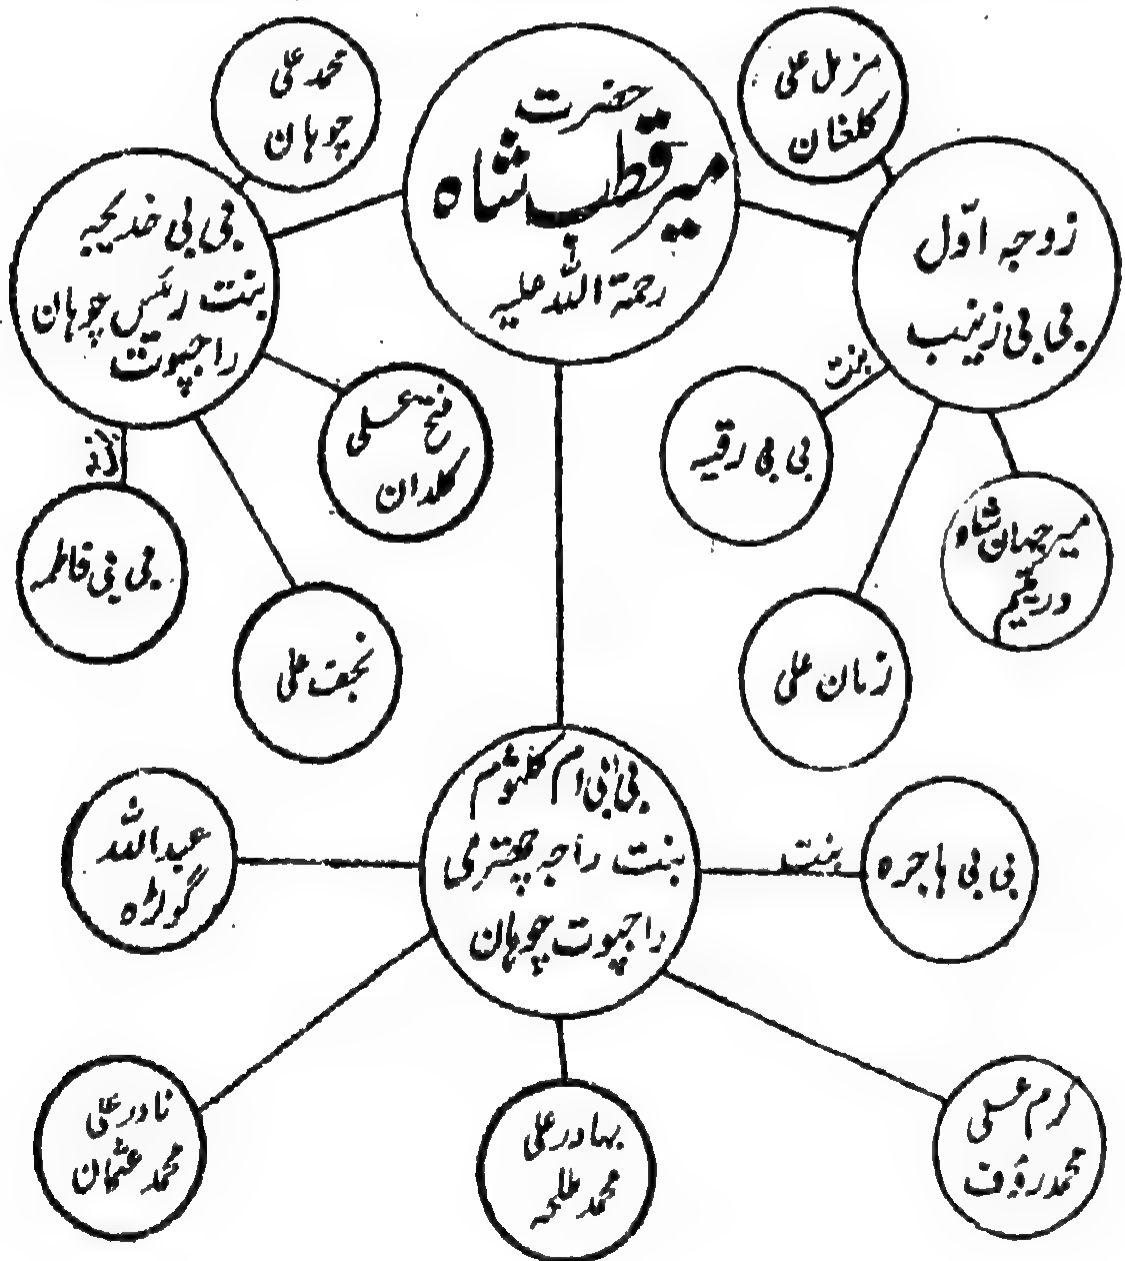 حضرت
میر قطب شاہ
رحمۃ اللہ علیہ
مزمل علی
کلغان
زوجہ اوّل
بی بی زینب
بنت
بی بی رقیہ
میر جہان شاہ
در یتیم
زمان علی
محمد علی
چوہان
بی بی خدیجہ
بنت رئیس چوہان
راجپوت
فتح علی
کلدان
بی بی فاطمہ
نجف علی
بی بی ام کلثوم
بنت راجہ چھتری
راجپوت چوہان
بنت
بی بی ہاجرہ
عبداللہ
گولڑہ
کرم علی
محمد رؤف
بہادر علی
محمد طلحہ
نادر علی
محمد عثمان